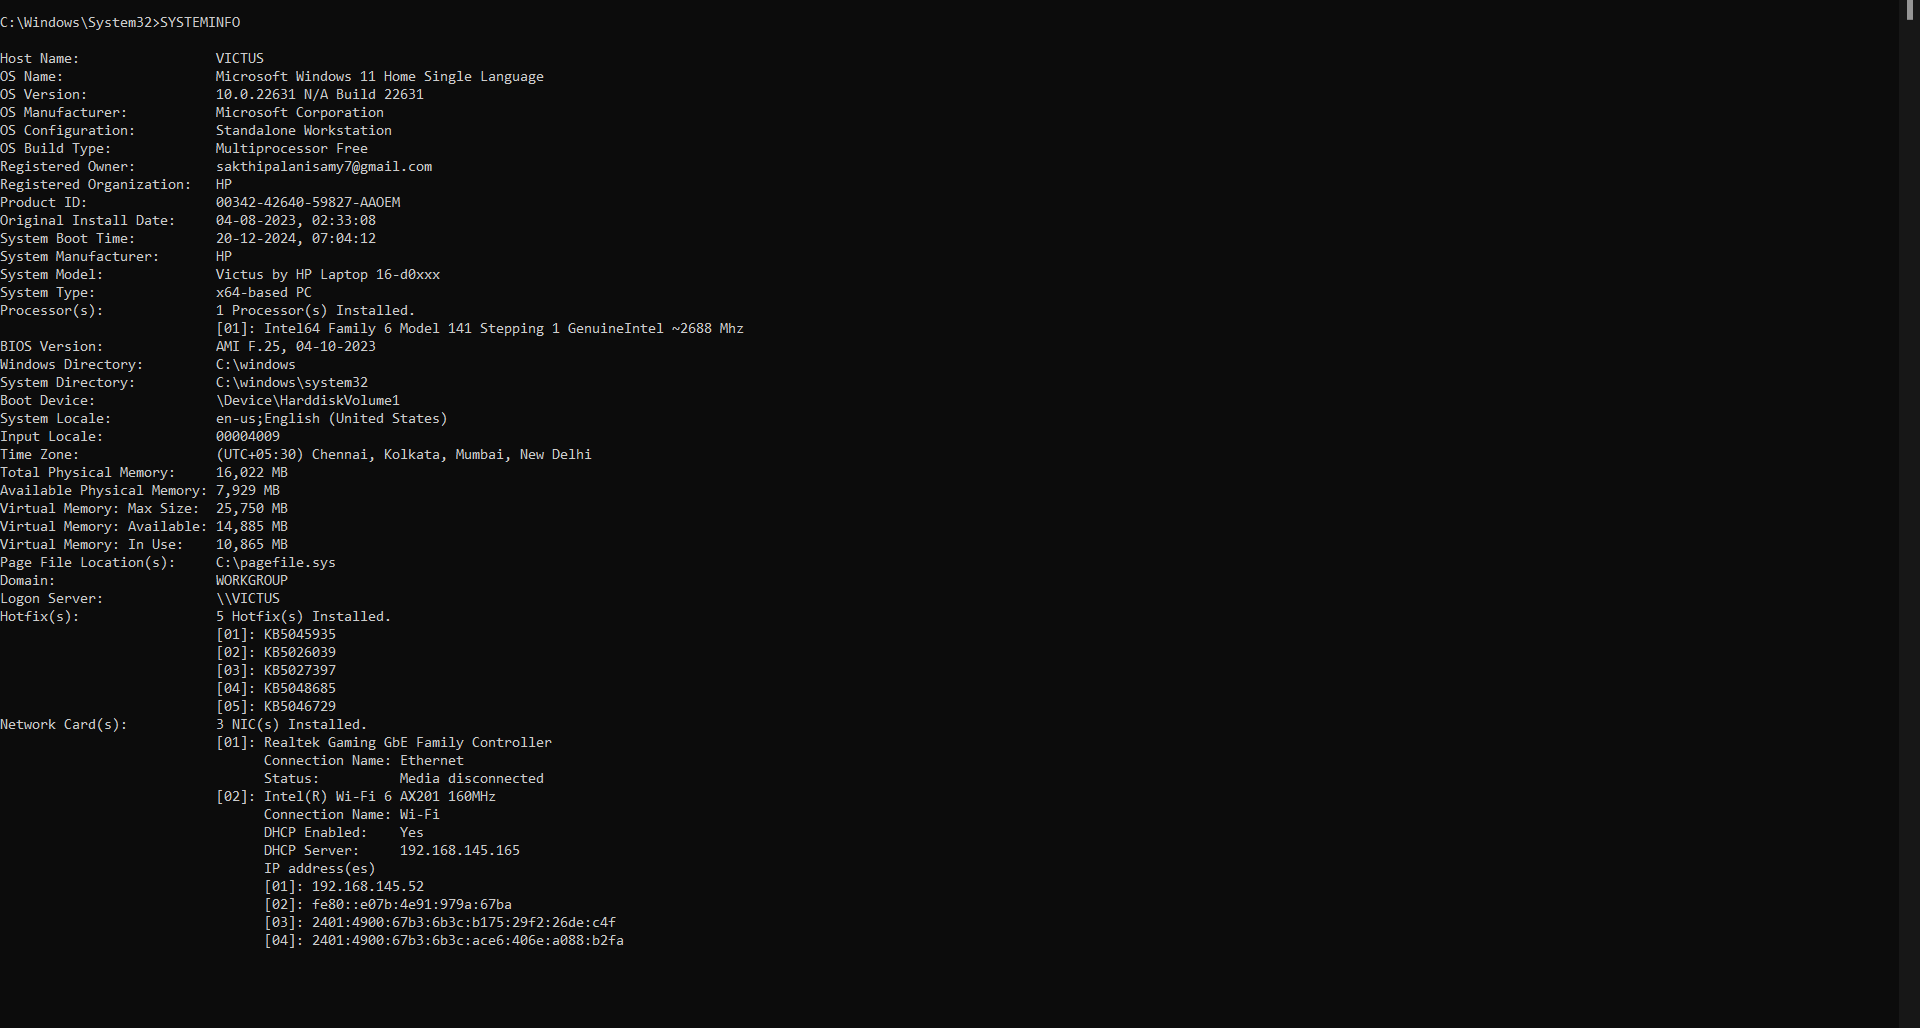 C:\Windows\System32>SYSTEMINFO
Host Name: VICTUS
OS Name: Microsoft Windows 11 Home Single Language
OS Version: 10.0.22631 N/A Build 22631
OS Manufacturer: Microsoft Corporation
OS Configuration: Standalone Workstation
OS Build Type: Multiprocessor Free
Registered Owner: sakthipalanisamy7@gmail.com
Registered Organization: HP
Product ID: 00342-42640-59827-AAOEM
Original Install Date: 04-08-2023, 02:33:08
System Boot Time: 20-12-2024, 07:04:12
System Manufacturer: HP
System Model: Victus by HP Laptop 16-d0xxx
System Type: x64-based PC
Processor(s): 1 Processor(s) Installed.
[01]: Intel64 Family 6 Model 141 Stepping 1 GenuineIntel ~2688 Mhz
BIOS Version: AMI F.25, 04-10-2023
Windows Directory: C:\windows
System Directory: C:\windows\system32
Boot Device: \Device\HarddiskVolume1
System Locale: en-us;English (United States)
Input Locale: 00004009
Time Zone: (UTC+05:30) Chennai, Kolkata, Mumbai, New Delhi
Total Physical Memory: 16,022 MB
Available Physical Memory: 7,929 MB
Virtual Memory: Max Size: 25,750 MB
Virtual Memory: Available: 14,885 MB
Virtual Memory: In Use: 10,865 MB
Page File Location(s): C:\pagefile.sys
Domain: WORKGROUP
Logon Server: \\VICTUS
Hotfix(s): 5 Hotfix(s) Installed.
[01]: KB5045935
[02]: KB5026039
[03]: KB5027397
[04]: KB5048685
[05]: KB5046729
Network Card(s): 3 NIC(s) Installed.
[01]: Realtek Gaming GbE Family Controller
Connection Name: Ethernet
Status: Media disconnected
[02]: Intel(R) Wi-Fi 6 AX201 160MHz
Connection Name: Wi-Fi
DHCP Enabled: Yes
DHCP Server: 192.168.145.165
IP address(es)
[01]: 192.168.145.52
[02]: fe80::e07b:4e91:979a:67ba
[03]: 2401:4900:67b3:6b3c:b175:29f2:26de:c4f
[04]: 2401:4900:67b3:6b3c:ace6:406e:a088:b2fa